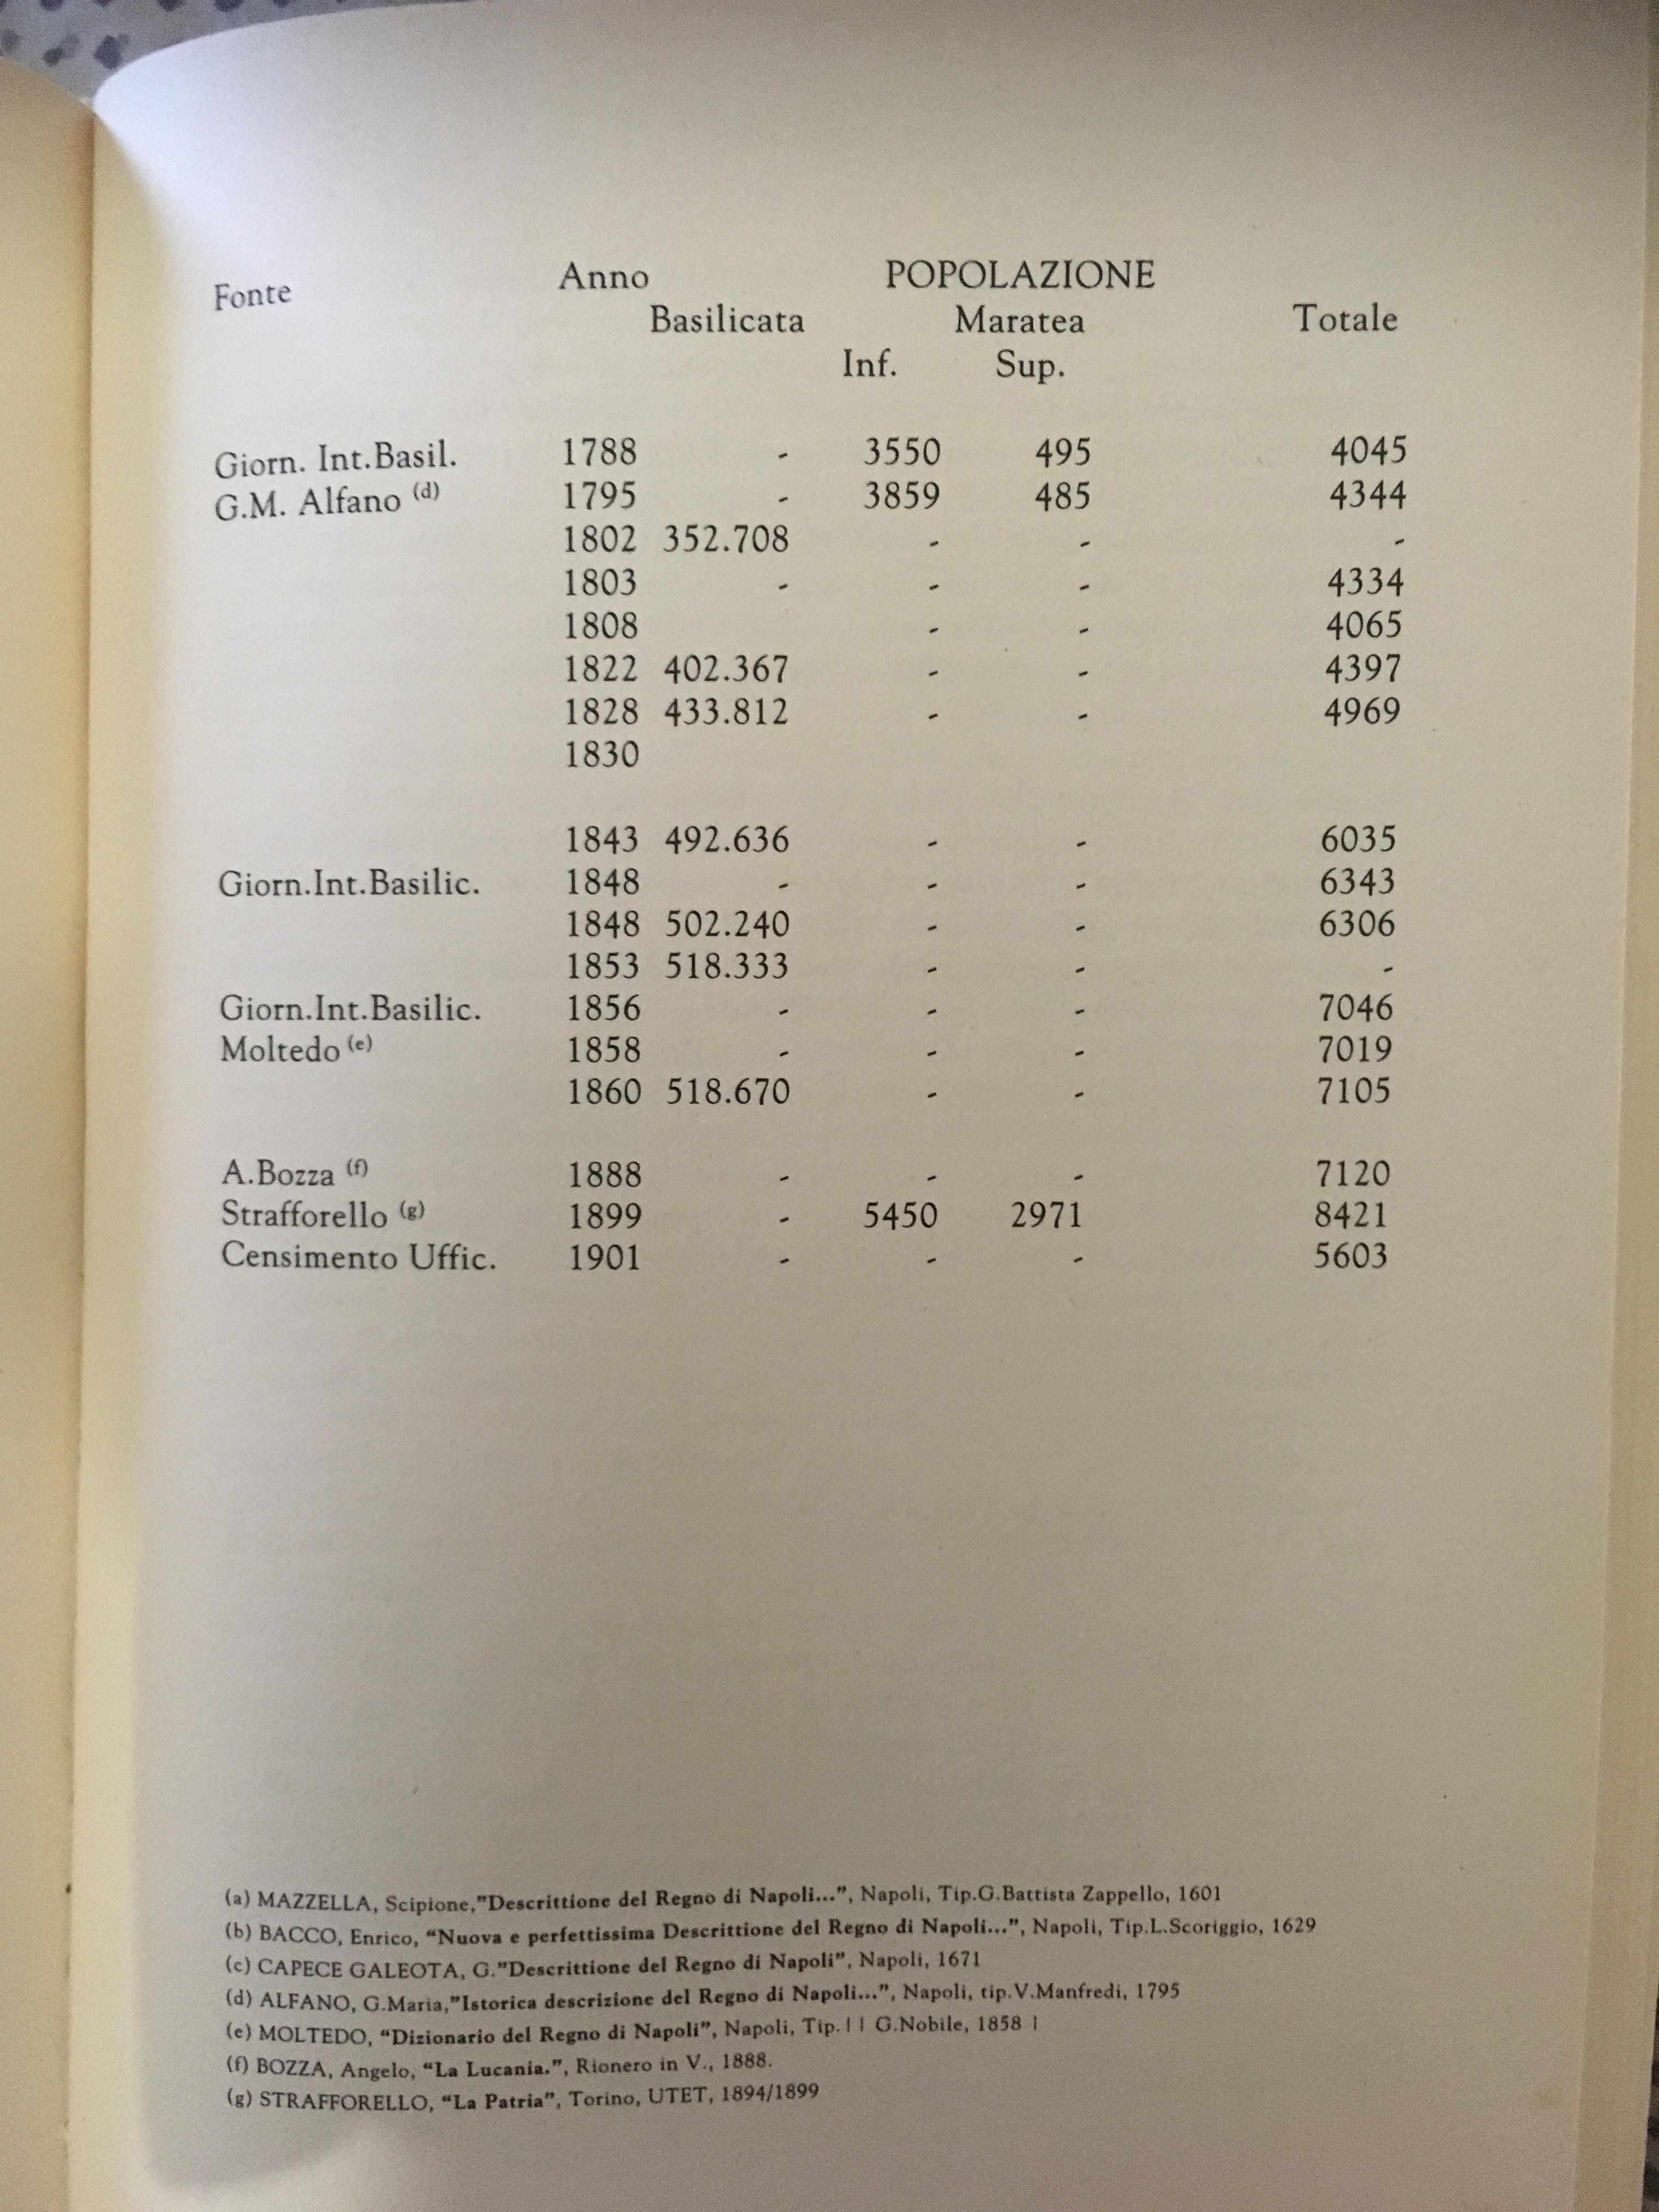 Fonte Anno POPOLAZIONE
Basilicata Maratea Totale
Inf. Sup.
Giorn. Int.Basil. 1788 - 3550 495 4045
G.M. Alfano (d) 1795 - 3859 485 4344
1802 352.708 - - -
1803 - - - 4334
1808 - - 4065
1822 402.367 - - 4397
1828 433.812 - - 4969
1830
1843 492.636 - - 6035
Giorn.Int.Basilic. 1848 - - - 6343
1848 502.240 - - 6306
1853 518.333 - - -
Giorn.Int.Basilic. 1856 - - - 7046
Moltedo (e) 1858 - - - 7019
1860 518.670 - - 7105
A.Bozza (f) 1888 - - - 7120
Strafforello (g) 1899 - 5450 2971 8421
Censimento Uffic. 1901 - - - 5603
(a) MAZZELLA, Scipione,"Descrittione del Regno di Napoli...", Napoli, Tip.G.Battista Zappello, 1601
(b) BACCO, Enrico, "Nuova e perfettissima Descrittione del Regno di Napoli...", Napoli, Tip.L.Scoriggio, 1629
(c) CAPECE GALEOTA, G."Descrittione del Regno di Napoli", Napoli, 1671
(d) ALFANO, G.Maria,"Istorica descrizione del Regno di Napoli...", Napoli, tip.V.Manfredi, 1795
(e) MOLTEDO, "Dizionario del Regno di Napoli", Napoli, Tip. | | G.Nobile, 1858 |
(f) BOZZA, Angelo, "La Lucania.", Rionero in V., 1888.
(g) STRAFFORELLO, "La Patria", Torino, UTET, 1894/1899